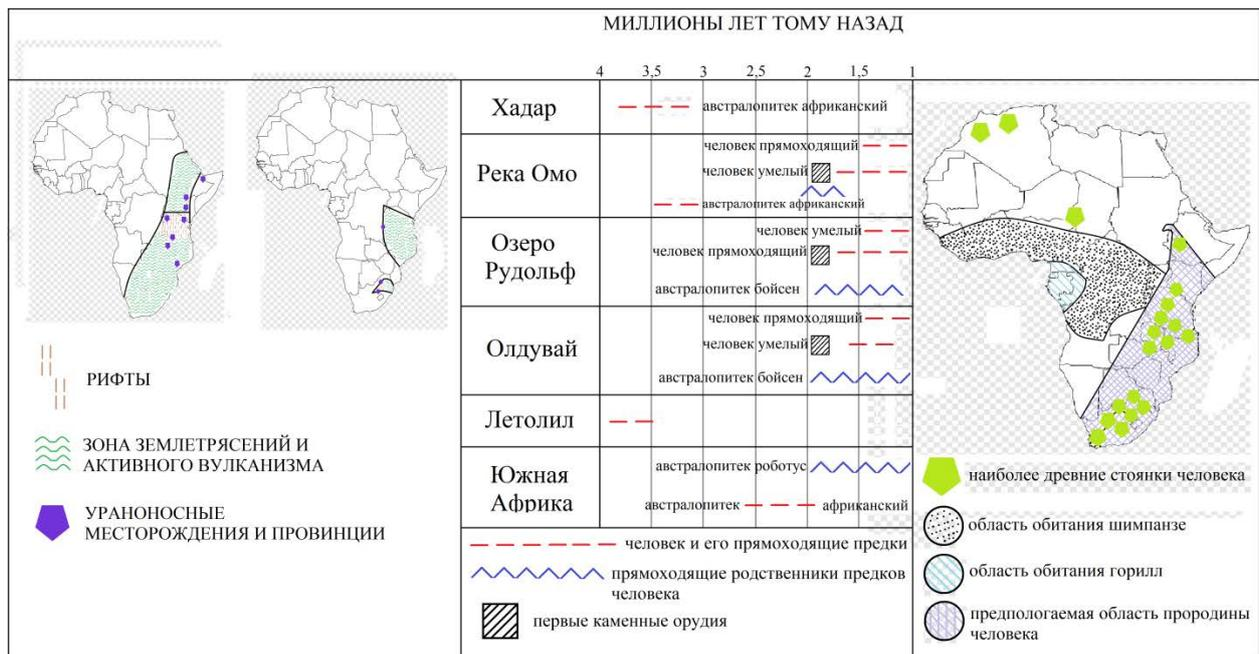 МИЛЛИОНЫ ЛЕТ ТОМУ НАЗАД
4 3,5 3 2,5 2 1,5 1
РИФТЫ
ЗОНА ЗЕМЛЕТРЯСЕНИЙ И
АКТИВНОГО ВУЛКАНИЗМА
УРАНОНОСНЫЕ
МЕСТОРОЖДЕНИЯ И ПРОВИНЦИИ
Хадар
австралопитек африканский
Река Омо
человек прямоходящий
человек умелый
австралопитек африканский
Озеро
Рудольф
человек умелый
человек прямоходящий
австралопитек бойсен
Олдувай
человек прямоходящий
человек умелый
австралопитек бойсен
Летолил
Южная
Африка
австралопитек роботус
австралопитек африканский
человек и его прямоходящие предки
прямоходящие родственники предков
человека
первые каменные орудия
наиболее древние стоянки человека
область обитания шимпанзе
область обитания горилл
предпологаемая область прородины
человека